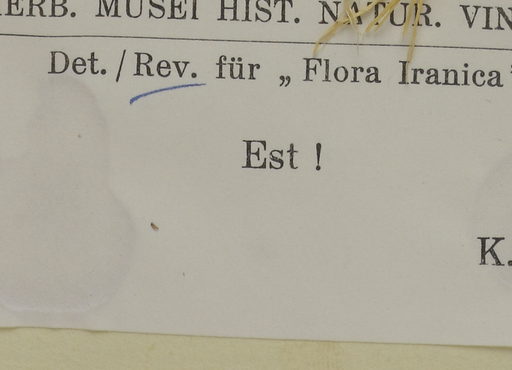 ERB. MUSEI HIST. NATUR. VIN
Det. / Rev. für „ Flora Iranica“
Est !
K.